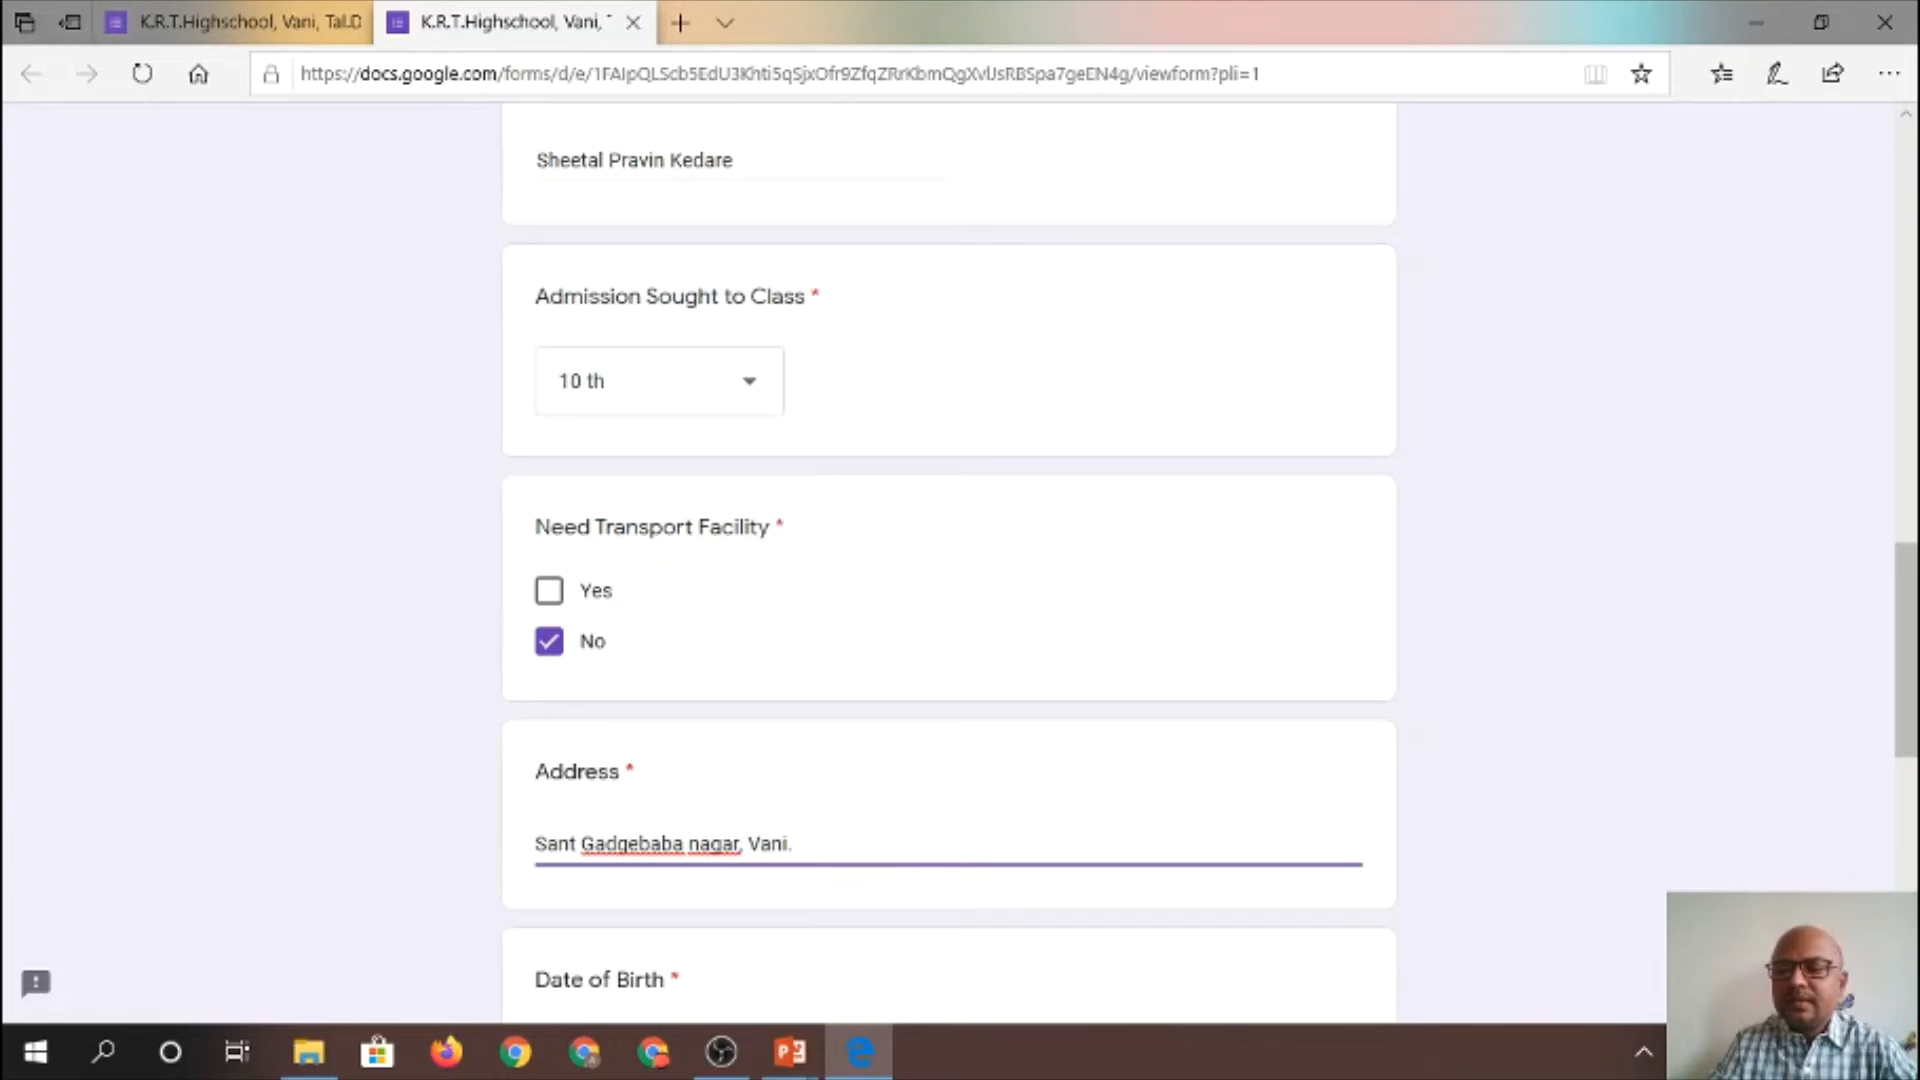 K.R.T.Highschool, Vani, Tal.D
K.R.T.Highschool, Vani, T
https://docs.google.com/forms/d/e/1FAIpQLScb5EdU3Khti5qSjxOfr9ZfqZRrKbmQgXvlJsRBSpa7geEN4g/viewform?pli=1
Sheetal Pravin Kedare
Admission Sought to Class *
10 th
Need Transport Facility *
Yes
No
Address *
Sant Gadgebaba nagar, Vani.
Date of Birth *